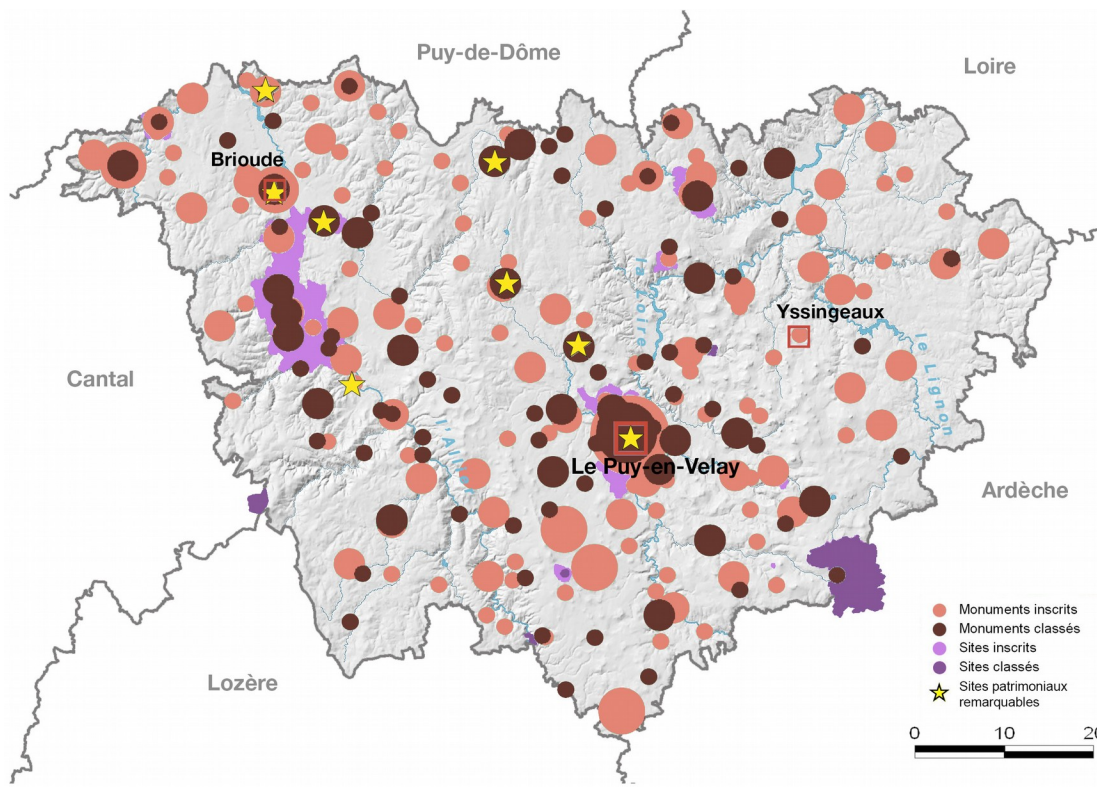 Puy-de-Dôme
Loire
Brioude
la Loire
Yssingeaux
le Lignon
Cantal
l'Allier
Le Puy-en-Velay
Ardèche
Lozère
Monuments inscrits
Monuments classés
Sites inscrits
Sites classés
Sites patrimoniaux
remarquables
0 10 20